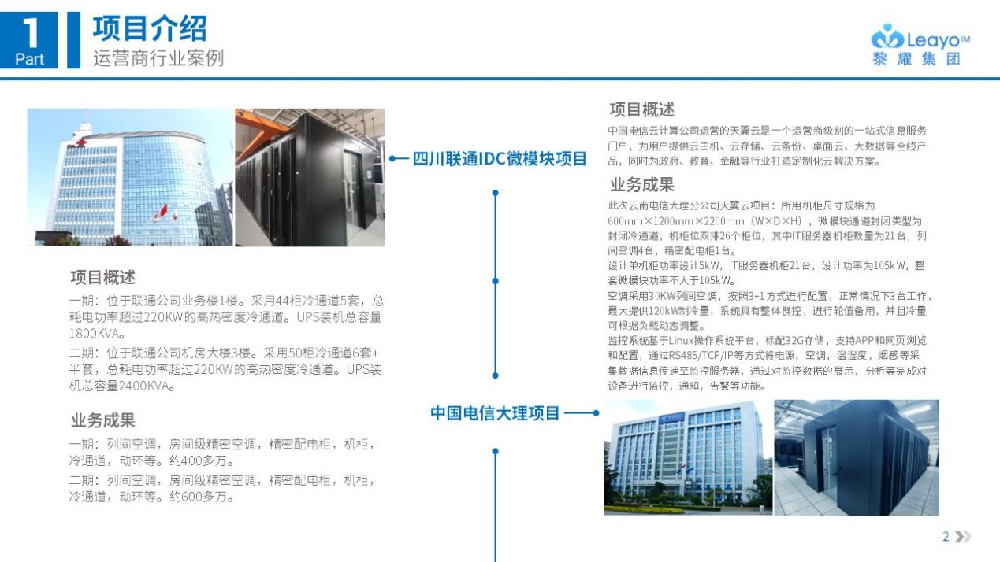 1
Part
项目介绍
运营商行业案例
Leayo™
黎耀集团
四川联通IDC微模块项目
项目概述
一期：位于联通公司业务楼1楼。采用44柜冷通道5套，总
耗电功率超过220KW的高热密度冷通道。UPS装机总容量
1800KVA。
二期：位于联通公司机房大楼3楼。采用50柜冷通道6套+
半套，总耗电功率超过220KW的高热密度冷通道。UPS装
机总容量2400KVA。
业务成果
一期：列间空调，房间级精密空调，精密配电柜，机柜，
冷通道，动环等。约400多万。
二期：列间空调，房间级精密空调，精密配电柜，机柜，
冷通道，动环等。约600多万。
中国电信大理项目
项目概述
中国电信云计算公司运营的天翼云是一个运营商级别的一站式信息服务
门户，为用户提供云主机、云存储、云备份、桌面云、大数据等全线产
品，同时为政府、教育、金融等行业打造定制化云解决方案。
业务成果
此次云南电信大理分公司天翼云项目：所用机柜尺寸规格为
600mm×1200mm×2200mm（W×D×H），微模块通道封闭类型为
封闭冷通道，机柜位双排26个柜位，其中IT服务器机柜数量为21台，列
间空调4台，精密配电柜1台。
设计单机柜功率设计5kW，IT服务器机柜21台，设计功率为105kW，整
套微模块功率不大于105kW。
空调采用30KW列间空调，按照3+1方式进行配置，正常情况下3台工作，
最大提供120kW制冷量，系统具有整体群控，进行轮值备用，并且冷量
可根据负载动态调整。
监控系统基于Linux操作系统平台，标配32G存储，支持APP和网页浏览
和配置，通过RS485/TCP/IP等方式将电源，空调，温湿度，烟感等采
集数据信息传递至监控服务器，通过对监控数据的展示，分析等完成对
设备进行监控，通知，告警等功能。
2